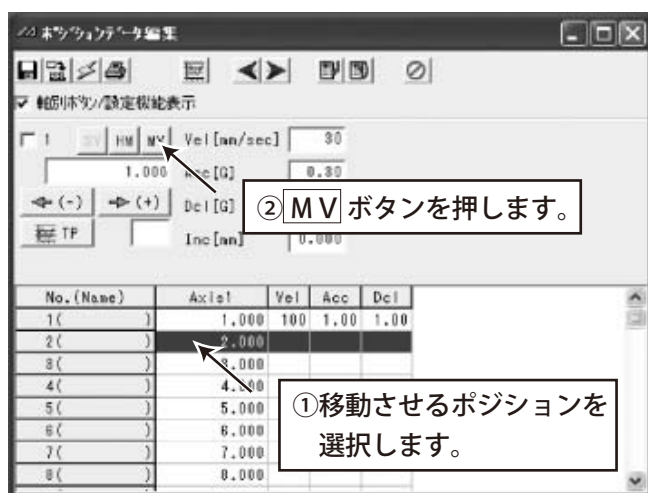 ポジションデータ編集
軸別ボタン/設定機能表示
1 SV HM MV Vel[mm/sec] 30
1.000 Acc[G] 0.30
(-) (+) Dcl[G]
②MVボタンを押します。
TP Inc[mm] 0.000
No.(Name) Axis1 Vel Acc Dcl
1( ) 1.000 100 1.00 1.00
2( ) 2.000
3( ) 3.000
4( ) 4.000
5( ) 5.000
6( ) 6.000
7( ) 7.000
8( ) 8.000
①移動させるポジションを
選択します。